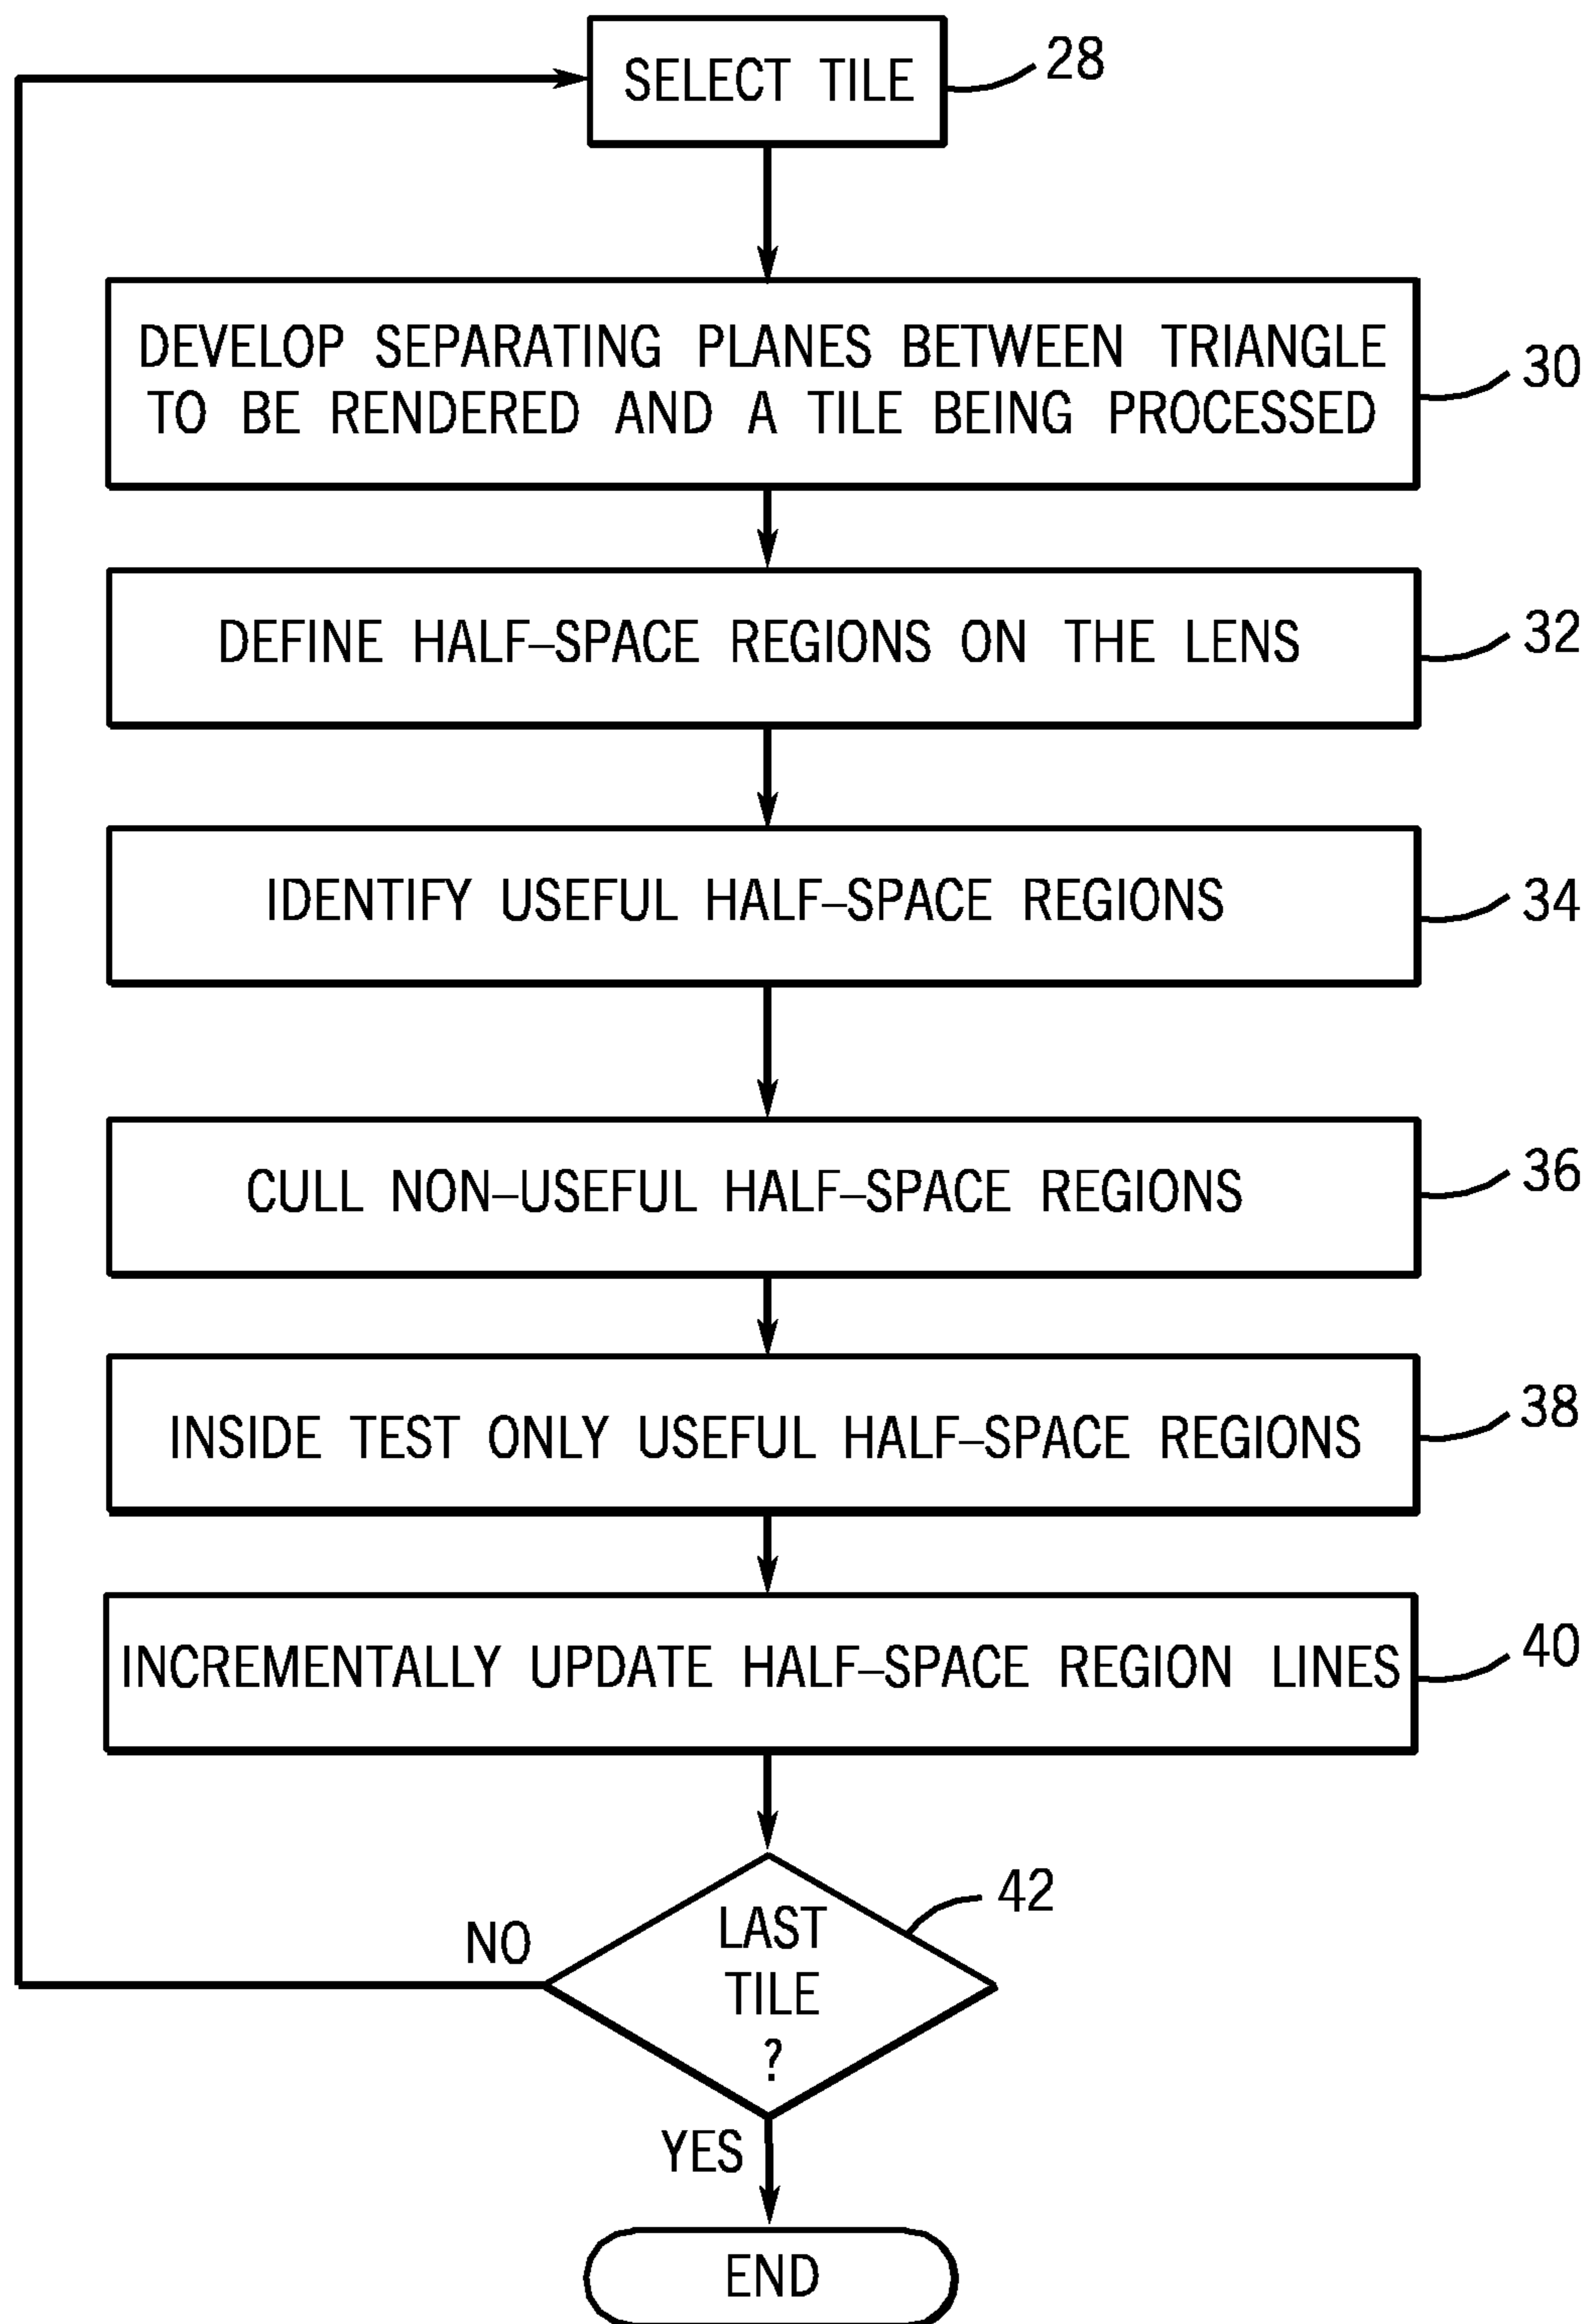 SELECT TILE
28
DEVELOP SEPARATING PLANES BETWEEN TRIANGLE
TO BE RENDERED AND A TILE BEING PROCESSED
30
DEFINE HALF–SPACE REGIONS ON THE LENS
32
IDENTIFY USEFUL HALF–SPACE REGIONS
34
CULL NON–USEFUL HALF–SPACE REGIONS
36
INSIDE TEST ONLY USEFUL HALF–SPACE REGIONS
38
INCREMENTALLY UPDATE HALF–SPACE REGION LINES
40
42
NO
LAST
TILE
?
YES
END